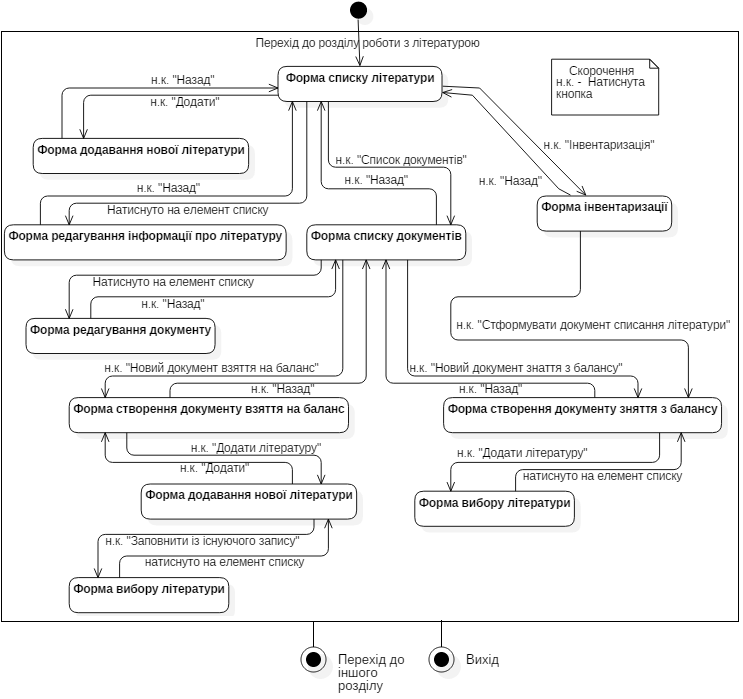 Перехід до розділу роботи з літературою
Форма списку літератури
Скорочення
н.к. -  Натиснута
кнопка
н.к. "Назад"
н.к. "Додати"
Форма додавання нової літератури
н.к. "Інвентаризація"
н.к. "Список документів"
н.к. "Назад"
н.к. "Назад"
н.к. "Назад"
Натиснуто на елемент списку
Форма інвентаризації
Форма редагування інформації про літературу
Форма списку документів
Натиснуто на елемент списку
н.к. "Назад"
Форма редагування документу
н.к. "Стформувати документ списання літератури"
н.к. "Новий документ взяття на баланс"
н.к. "Новий документ знаття з балансу"
н.к. "Назад"
н.к. "Назад"
Форма створення документу взяття на баланс
Форма створення документу зняття з балансу
н.к. "Додати літературу"
н.к. "Додати"
н.к. "Додати літературу"
натиснуто на елемент списку
Форма додавання нової літератури
Форма вибору літератури
н.к. "Заповнити із існуючого запису"
натиснуто на елемент списку
Форма вибору літератури
Перехід до
іншого
розділу
Вихід